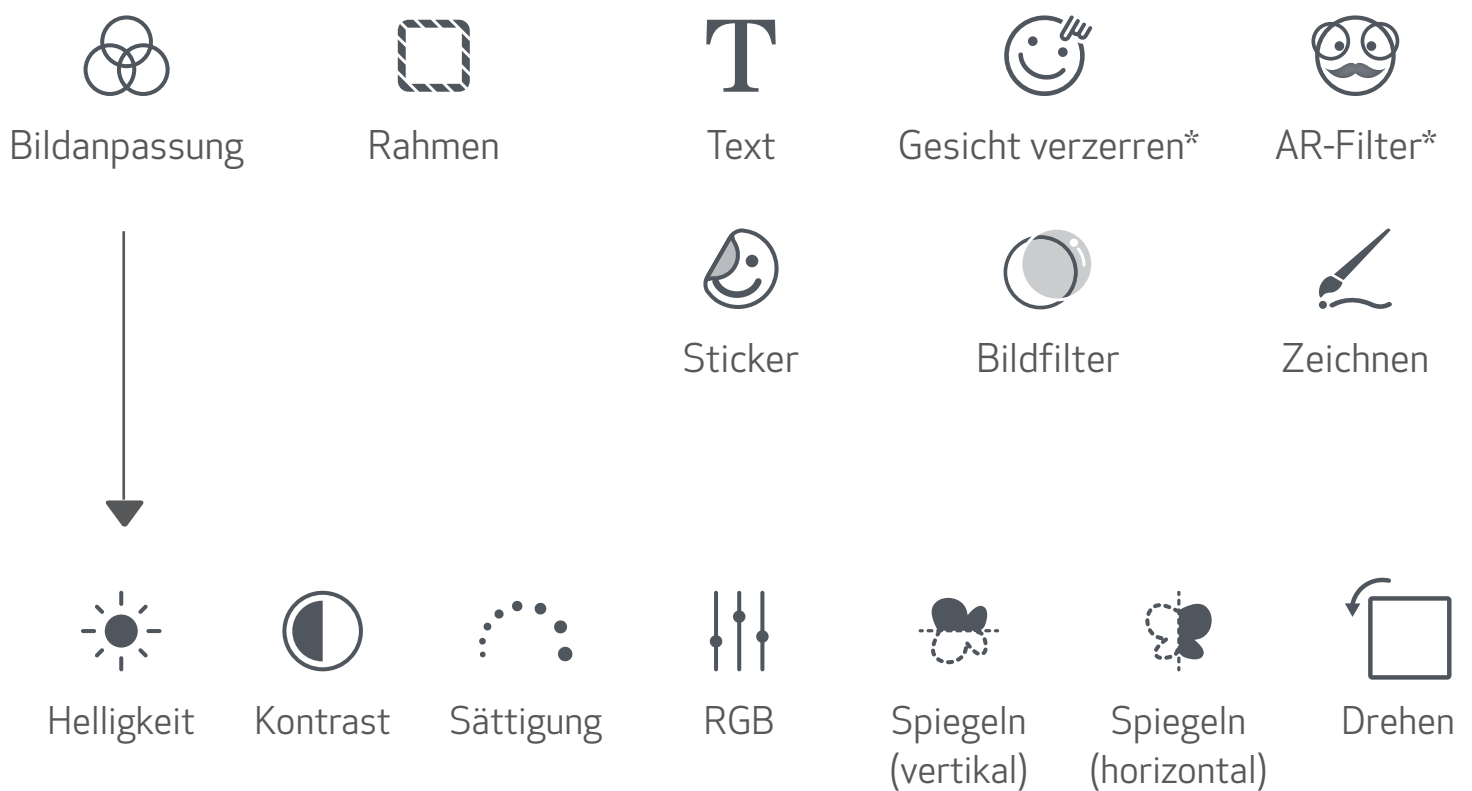 Bildanpassung
Rahmen
Text
Gesicht verzerren*
AR-Filter*
Sticker
Bildfilter
Zeichnen
Helligkeit
Kontrast
Sättigung
RGB
Spiegeln
(vertikal)
Spiegeln
(horizontal)
Drehen